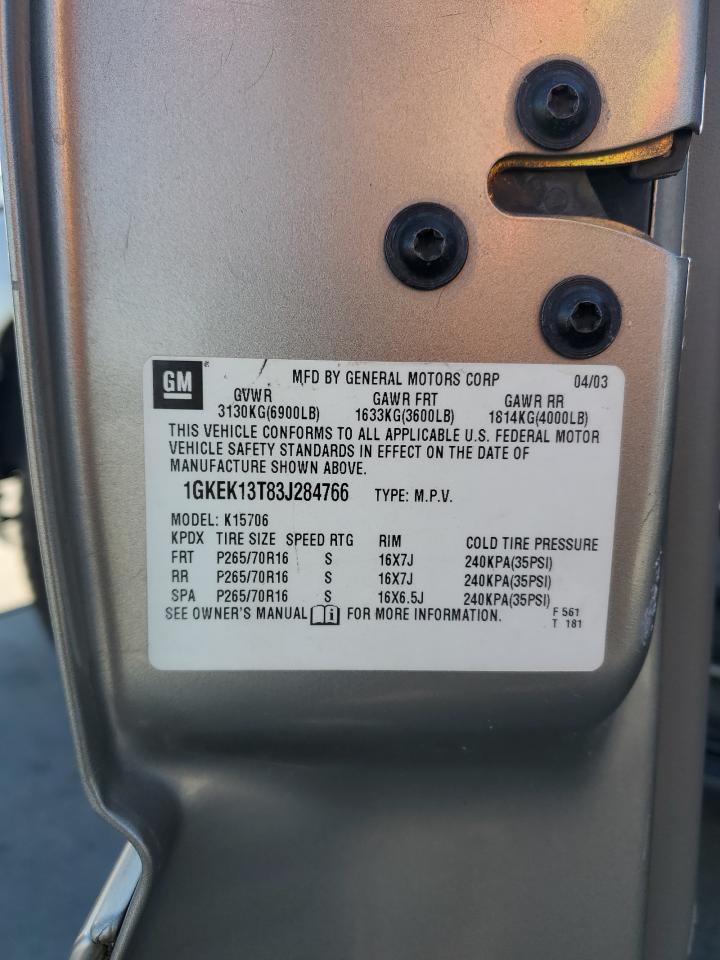 GM
MFD BY GENERAL MOTORS CORP 04/03
GVWR GAWR FRT GAWR RR
3130KG(6900LB) 1633KG(3600LB) 1814KG(4000LB)
THIS VEHICLE CONFORMS TO ALL APPLICABLE U.S. FEDERAL MOTOR
VEHICLE SAFETY STANDARDS IN EFFECT ON THE DATE OF
MANUFACTURE SHOWN ABOVE.
1GKEK13T83J284766 TYPE: M.P.V.
MODEL: K15706
KPDX TIRE SIZE SPEED RTG RIM COLD TIRE PRESSURE
FRT P265/70R16 S 16X7J 240KPA(35PSI)
RR P265/70R16 S 16X7J 240KPA(35PSI)
SPA P265/70R16 S 16X6.5J 240KPA(35PSI)
SEE OWNER'S MANUAL i FOR MORE INFORMATION. F 561
T 181